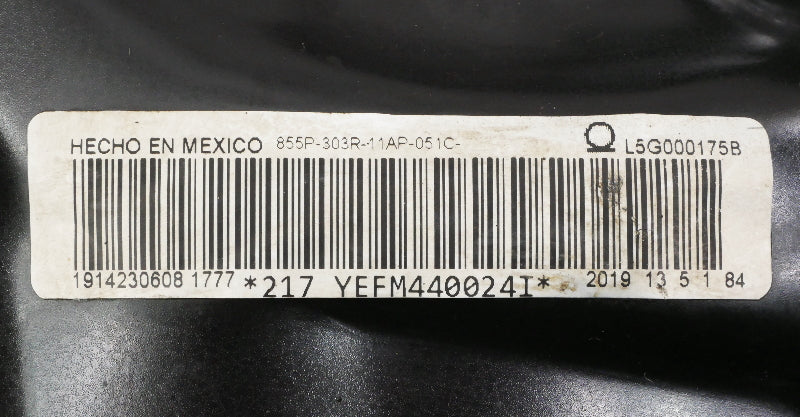 HECHO EN MEXICO 855P-303R-11AP-051C- L5G000175B
1914230608 1777 *217 YEFM440024I* 2019 13 5 1 84